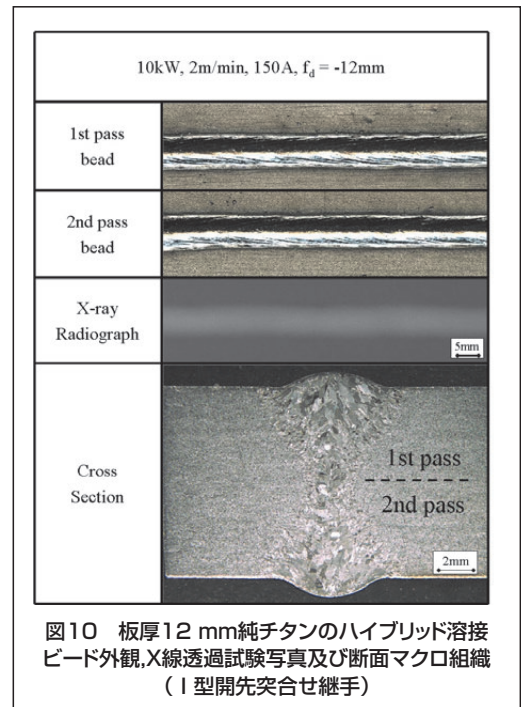 10kW, 2m/min, 150A, fd = -12mm
1st pass
bead
2nd pass
bead
X-ray
Radiograph
5mm
Cross
Section
1st pass
2nd pass
2mm
図10 板厚12 mm純チタンのハイブリッド溶接
ビード外観,X線透過試験写真及び断面マクロ組織
（Ｉ型開先突合せ継手）